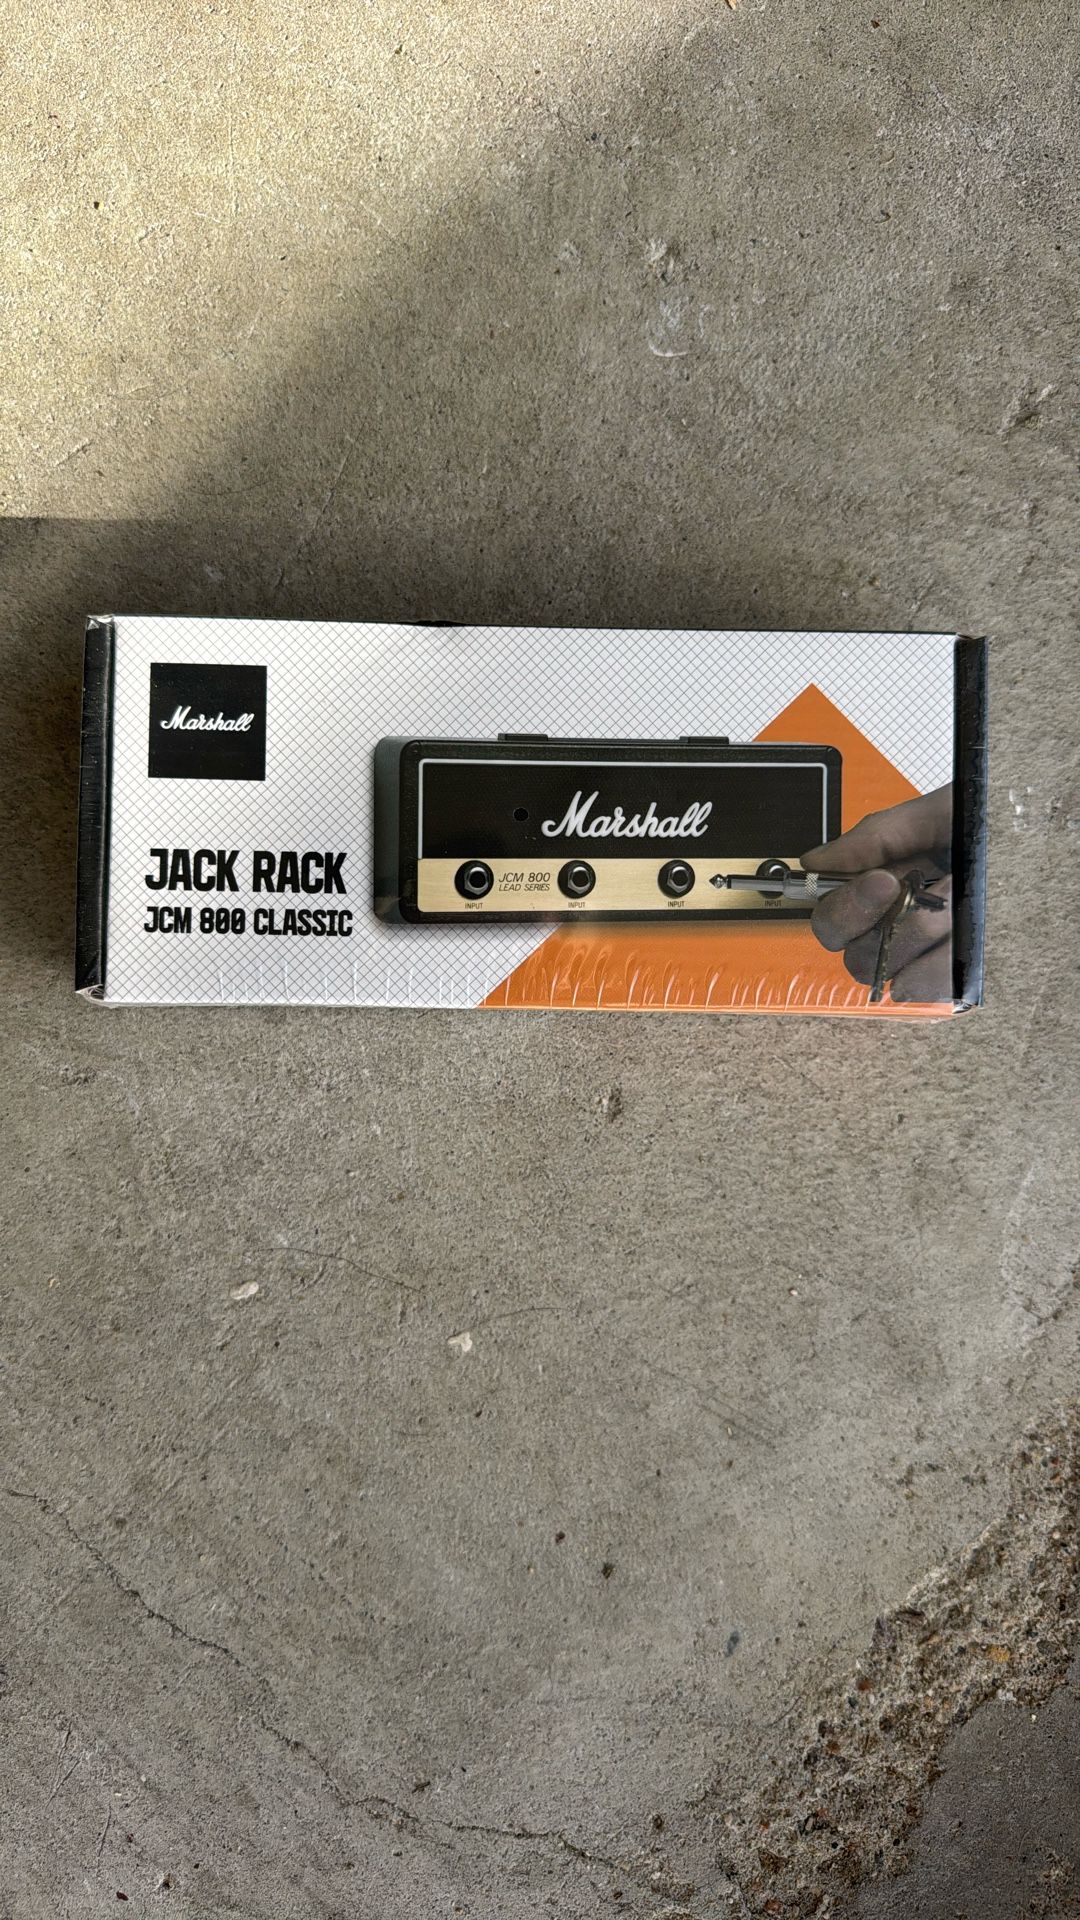 Marshall
JACK RACK
JCM 800 CLASSIC
Marshall
JCM 800
LEAD SERIES
INPUT
INPUT
INPUT
INPUT